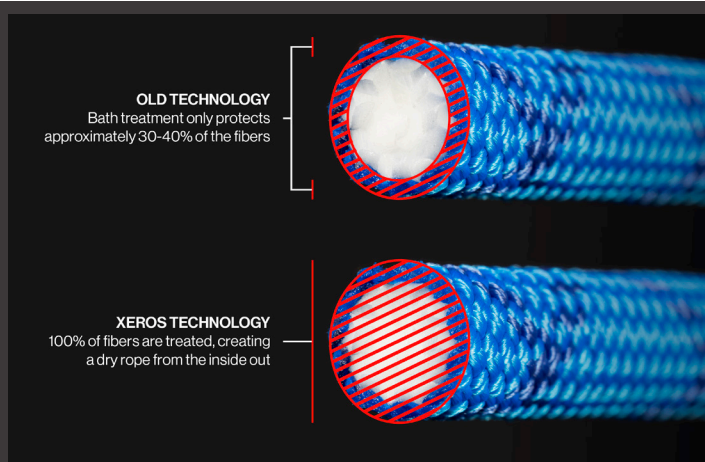 OLD TECHNOLOGY
Bath treatment only protects
approximately 30-40% of the fibers
XEROS TECHNOLOGY
100% of fibers are treated, creating
a dry rope from the inside out